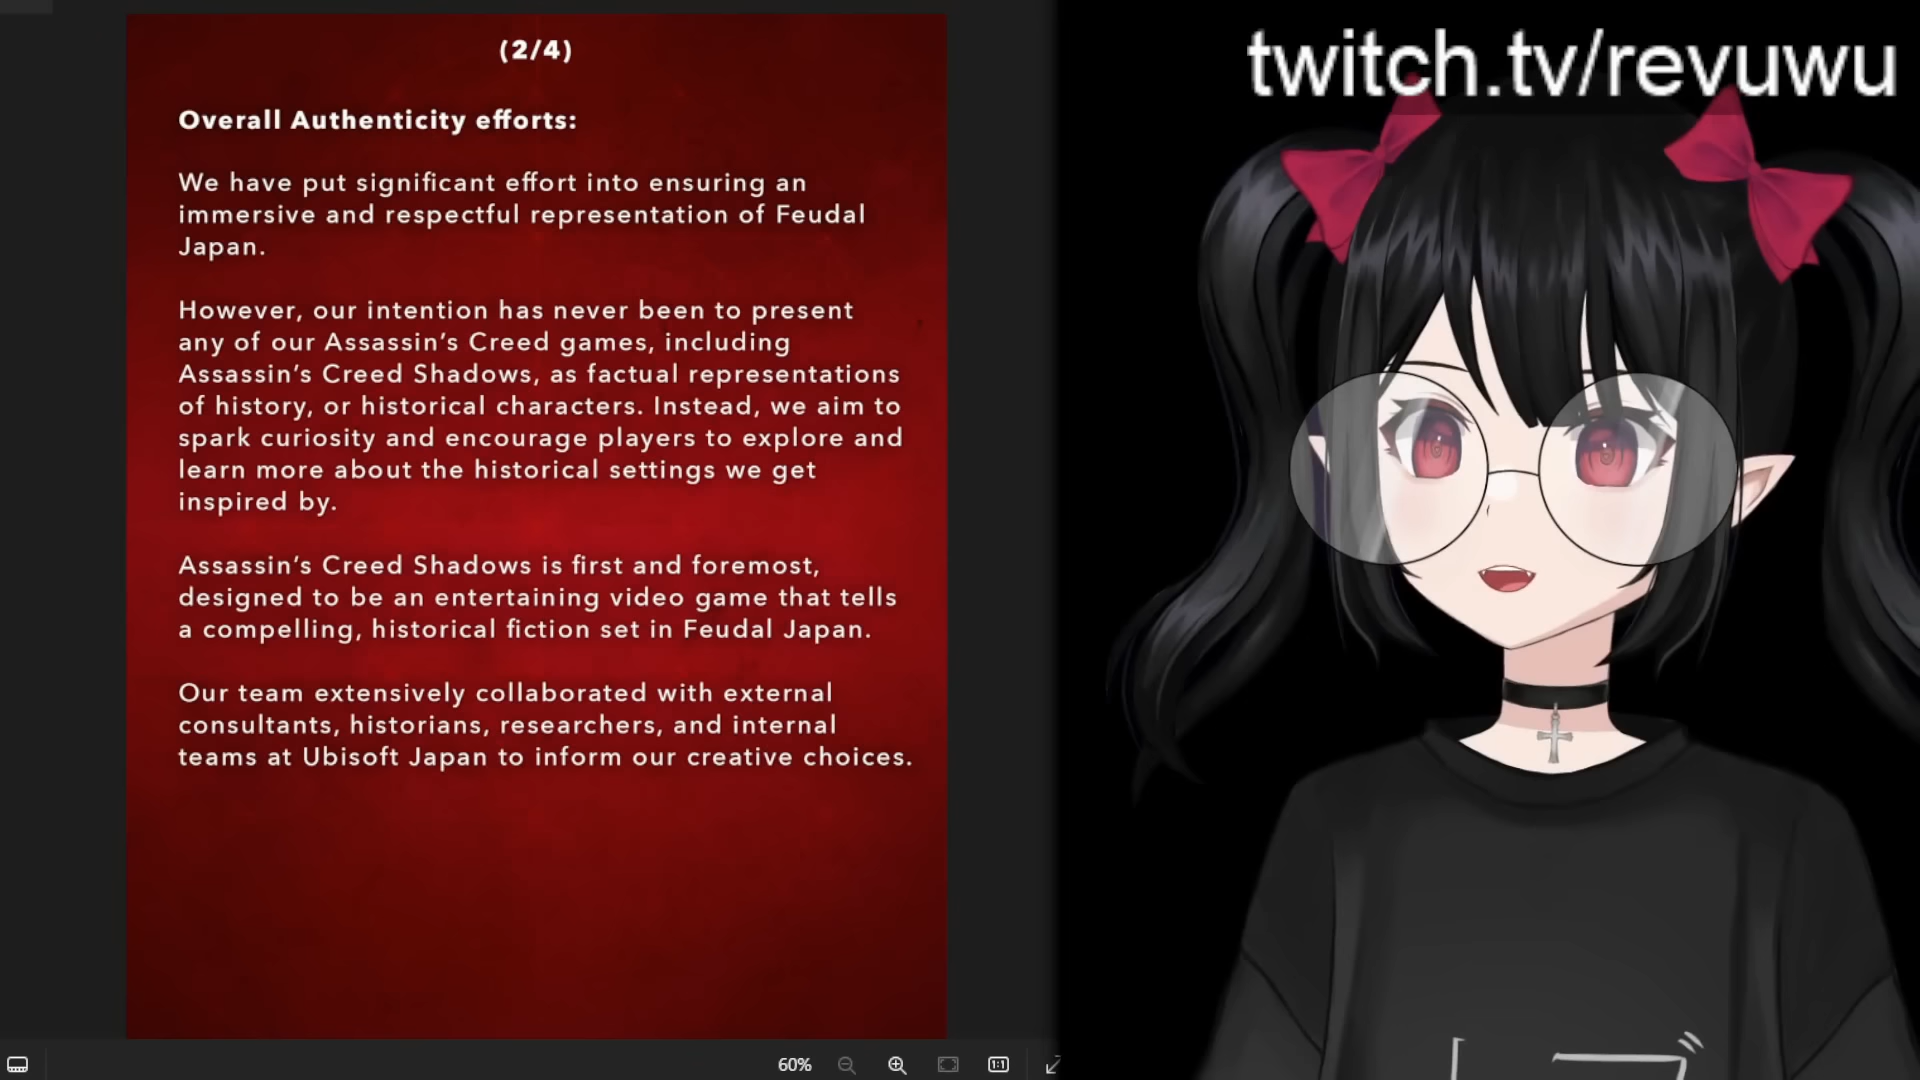 (2/4)
twitch.tv/revuwu
Overall Authenticity efforts:
We have put significant effort into ensuring an
immersive and respectful representation of Feudal
Japan.
However, our intention has never been to present
any of our Assassin’s Creed games, including
Assassin’s Creed Shadows, as factual representations
of history, or historical characters. Instead, we aim to
spark curiosity and encourage players to explore and
learn more about the historical settings we get
inspired by.
Assassin’s Creed Shadows is first and foremost,
designed to be an entertaining video game that tells
a compelling, historical fiction set in Feudal Japan.
Our team extensively collaborated with external
consultants, historians, researchers, and internal
teams at Ubisoft Japan to inform our creative choices.
60%
1:1